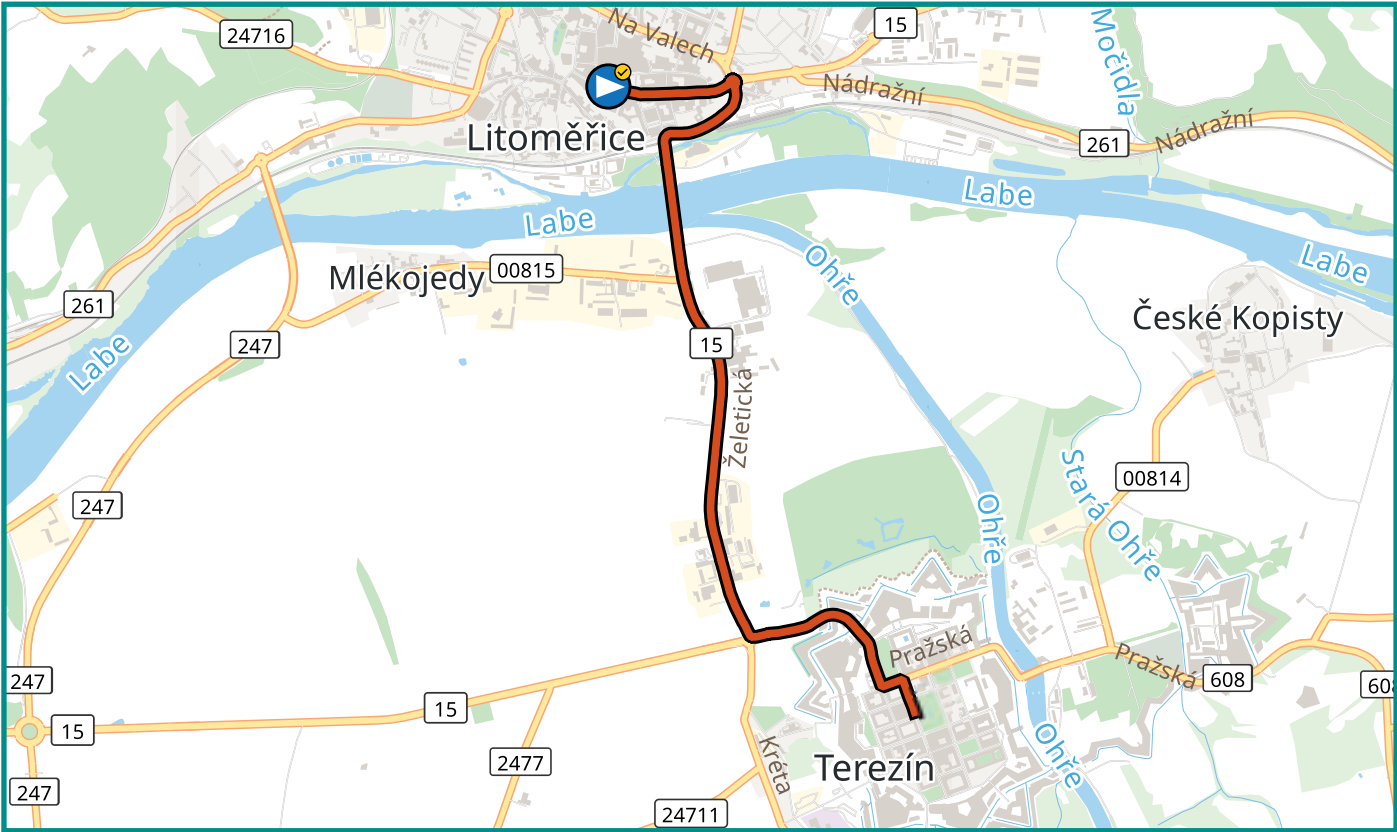 Na Valech
15
24716
Močidla
Nádražní
Litoměřice
Nádražní
261
Labe
Labe
Ohře
Labe
Mlékojedy
00815
261
České Kopisty
247
15
Labe
Želetická
Stará Ohře
00814
247
Ohře
Pražská
Pražská
247
608
608
15
15
Kréta
Ohře
2477
Terezín
247
24711